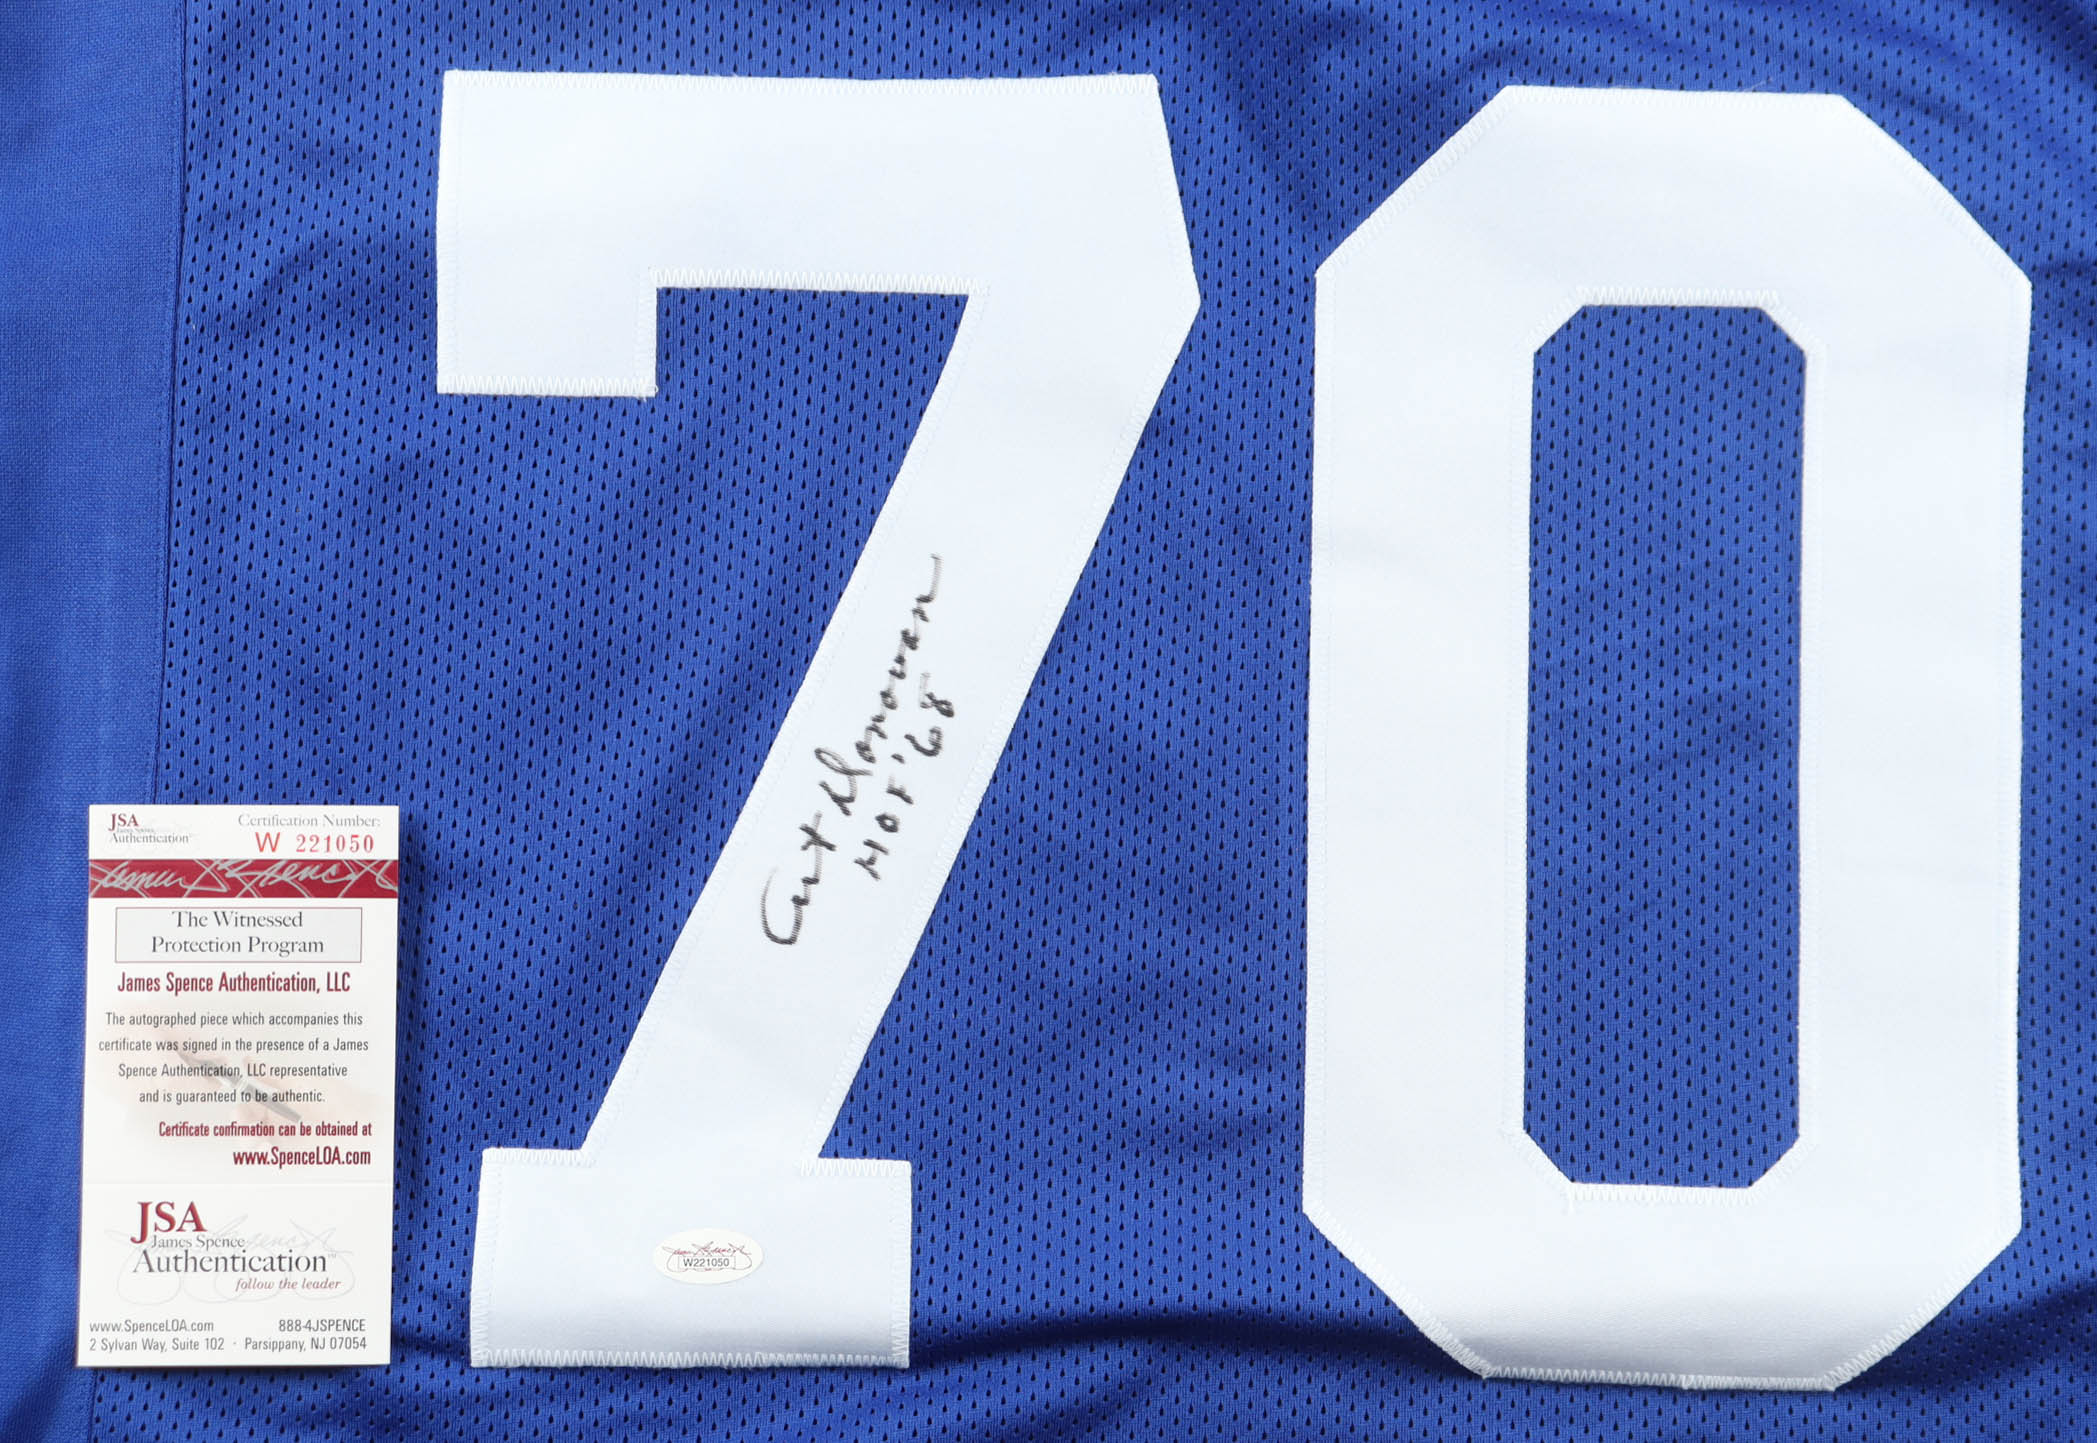 70
Art Donovan
HOF '68
JSA
James Spence
Authentication
Certification Number:
W 221050
The Witnessed
Protection Program
James Spence Authentication, LLC
The autographed piece which accompanies this
certificate was signed in the presence of a James
Spence Authentication, LLC representative
and is guaranteed to be authentic.
Certificate confirmation can be obtained at
www.SpenceLOA.com
JSA
James Spence
Authentication™
follow the leader
www.SpenceLOA.com 888-4JSPENCE
2 Sylvan Way, Suite 102 · Parsippany, NJ 07054
W221050